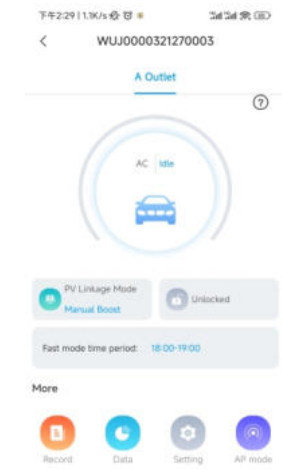 下午2:29 | 1.1K/s
WUJ0000321270003
A Outlet
?
AC Idle
PV Linkage Mode
Manual Boost
Unlocked
Fast mode time period: 18:00-19:00
More
Record Data Setting AP mode